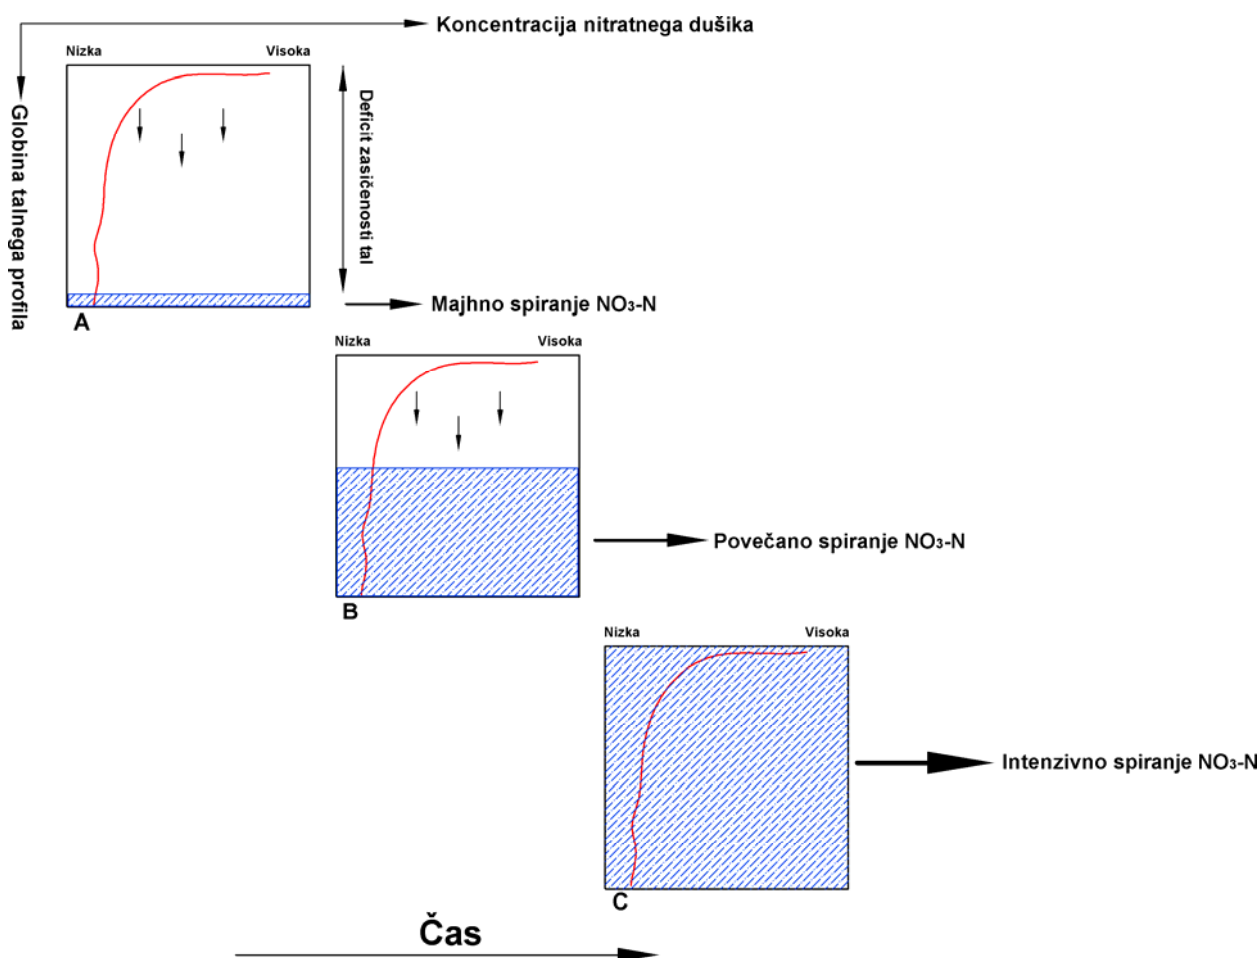 Koncentracija nitratnega dušika
Nizka Visoka
Globina talnega profila
Deficit zasičenosti tal
Majhno spiranje NO₃-N
A
Nizka Visoka
Povečano spiranje NO₃-N
B
Nizka Visoka
Intenzivno spiranje NO₃-N
C
Čas